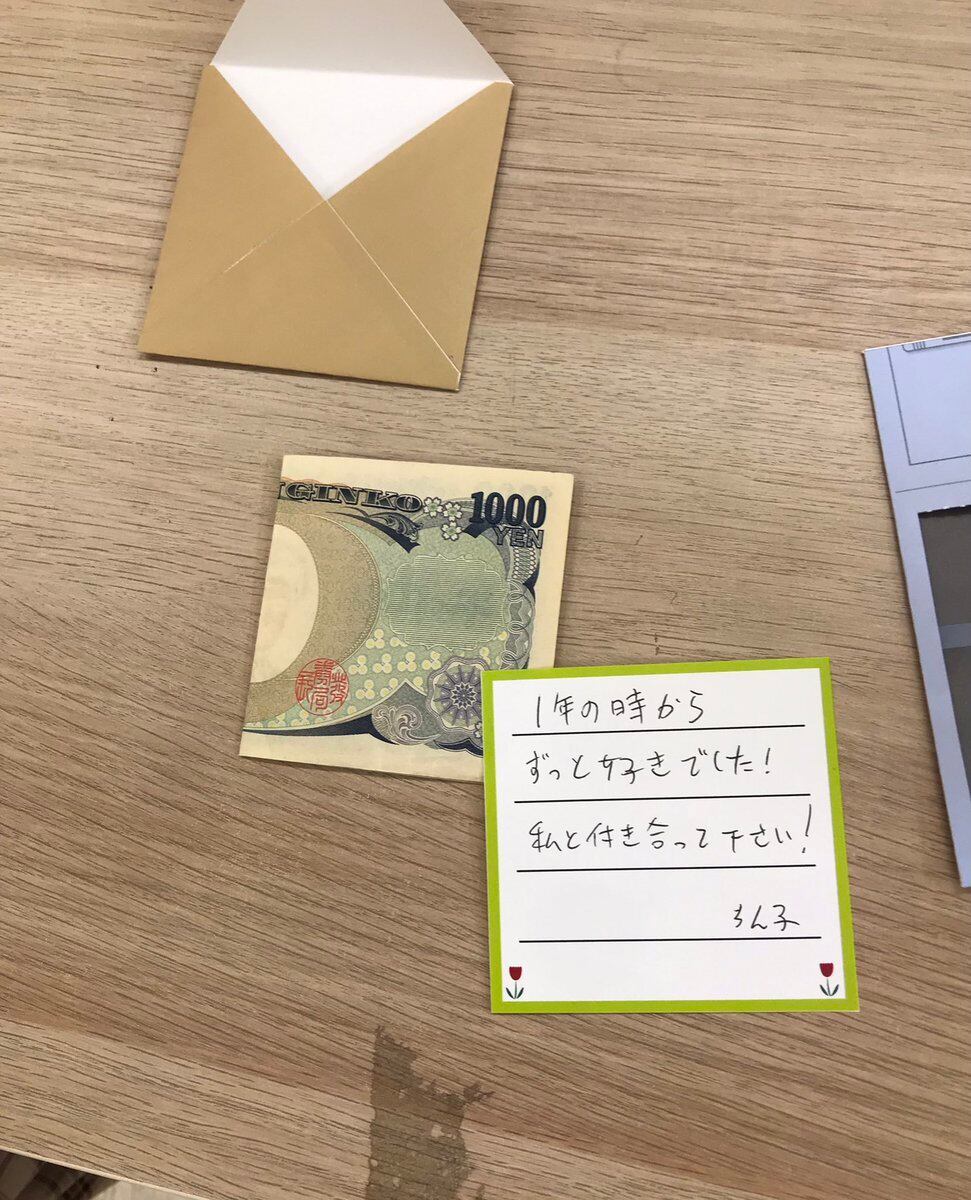 GINKO
1000
YEN
1年の時から
ずっと好きでした!
私と付き合って下さい!
ちん子